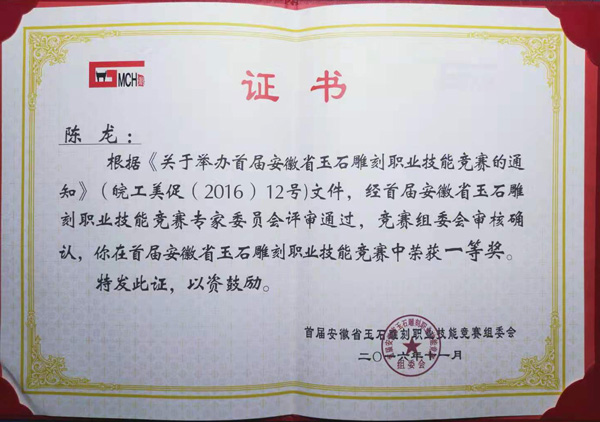 MCH
证书
陈龙：
根据《关于举办首届安徽省玉石雕刻职业技能竞赛的通
知》（皖工美促（2016）12号)文件，经首届安徽省玉石雕
刻职业技能竞赛专家委员会评审通过，竞赛组委会审核确
认，你在首届安徽省玉石雕刻职业技能竞赛中荣获一等奖。
特发此证，以资鼓励。
首届安徽省玉石雕刻职业技能竞赛组委会
二〇一六年十一月
组委会